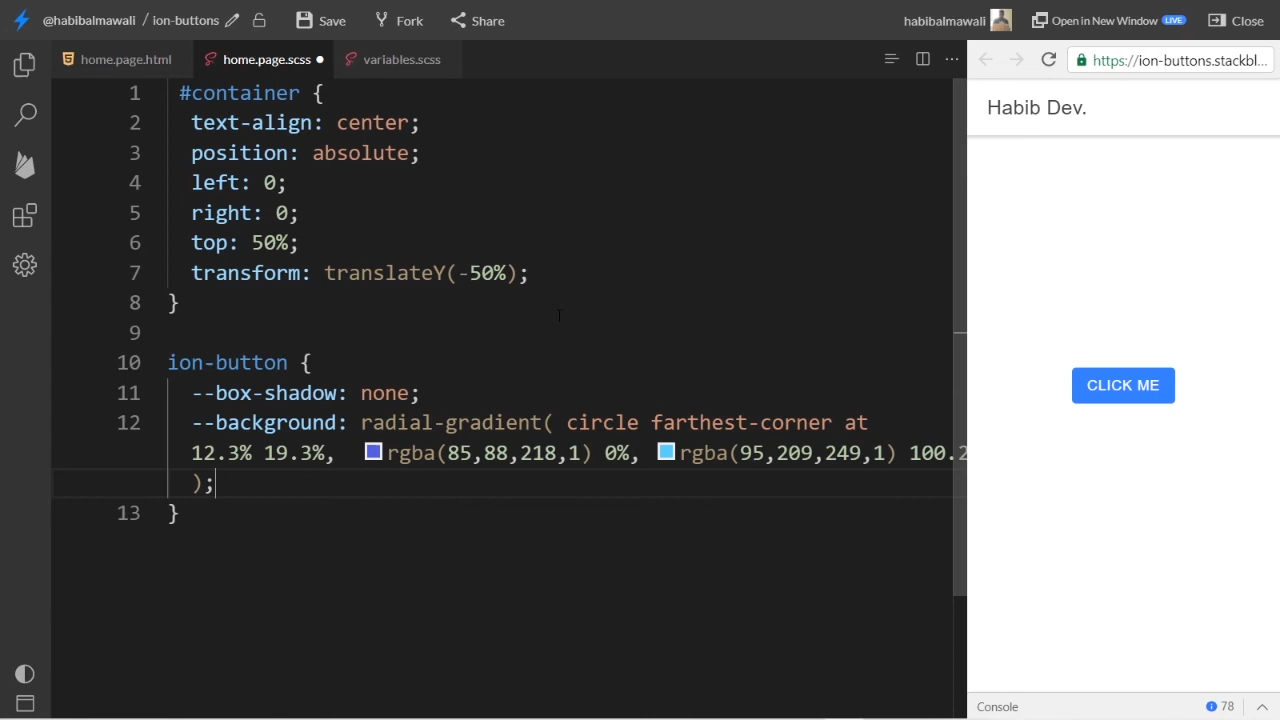 @habibalmawali / ion-buttons Save Fork Share habibalmawali Open in New Window LIVE Close
home.page.html home.page.scss variables.scss https://ion-buttons.stackbl...
Habib Dev.
1 #container {
2 text-align: center;
3 position: absolute;
4 left: 0;
5 right: 0;
6 top: 50%;
7 transform: translateY(-50%);
8 }
9
10 ion-button {
11 --box-shadow: none;
12 --background: radial-gradient( circle farthest-corner at
12.3% 19.3%, rgba(85,88,218,1) 0%, rgba(95,209,249,1) 100.2
);
13 }
CLICK ME
Console 78